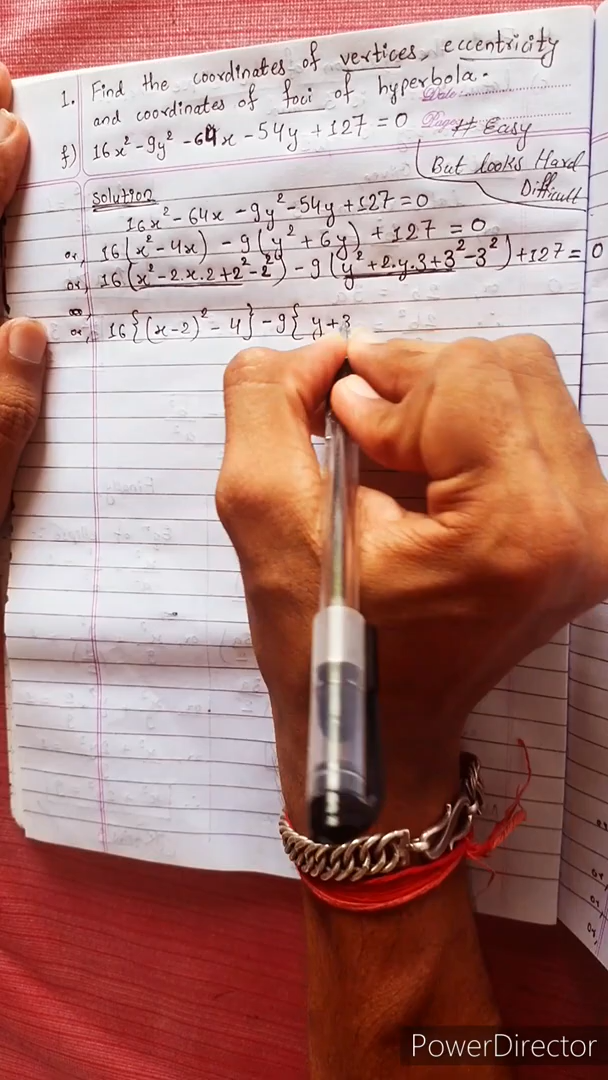 1. Find the coordinates of vertices, eccentricity
and coordinates of foci of hyperbola.
Date:
f) 16x² - 9y² - 64x - 54y + 127 = 0
Page:
# Easy
But looks Hard
Difficult
Solution
16x² - 64x - 9y² - 54y + 127 = 0
or, 16(x² - 4x) - 9(y² + 6y) + 127 = 0
or, 16(x² - 2.x.2 + 2² - 2²) - 9(y² + 2.y.3 + 3² - 3²) + 127 = 0
or, 16{(x-2)² - 4} - 9{ y+3
PowerDirector